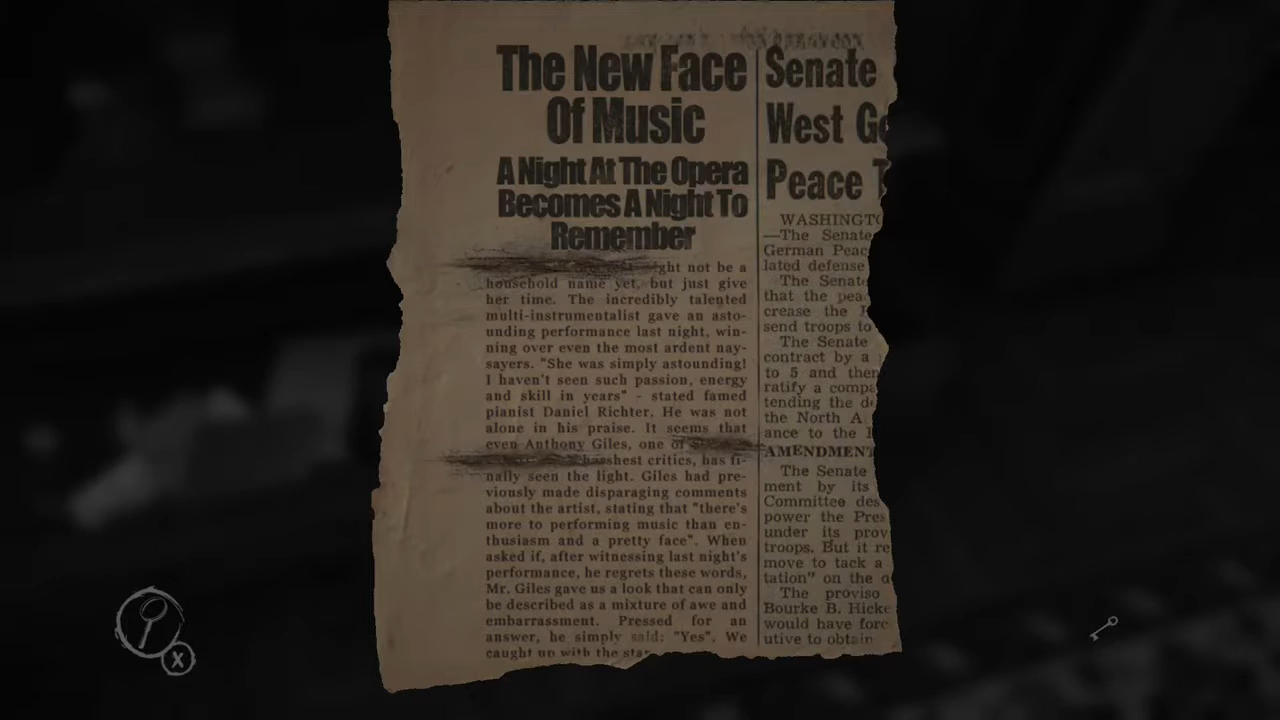 The New Face
Of Music
A Night At The Opera
Becomes A Night To
Remember
ght not be a
household name yet, but just give
her time. The incredibly talented
multi-instrumentalist gave an asto-
unding performance last night, win-
ning over even the most ardent nay-
sayers. "She was simply astounding!
I haven't seen such passion, energy
and skill in years" - stated famed
pianist Daniel Richter. He was not
alone in his praise. It seems that
even Anthony Giles, one of
harshest critics, has fi-
nally seen the light. Giles had pre-
viously made disparaging comments
about the artist, stating that "there's
more to performing music than en-
thusiasm and a pretty face". When
asked if, after witnessing last night's
performance, he regrets these words,
Mr. Giles gave us a look that can only
be described as a mixture of awe and
embarrassment. Pressed for an
answer, he simply said: "Yes". We
caught up with the star
Senate
West Ge
Peace T
WASHINGTO
—The Senate
German Peac
lated defense
The Senate
that the pea
crease the
send troops to
The Senate
contract by a
to 5 and then
ratify a compa
tending the de
the North A
ance to the
AMENDMENT
The Senate
ment by its
Committee des
power the Pres
under its prov
troops. But it re
move to tack a
tation" on the
The proviso
Bourke B. Hicke
would have forc
utive to obtain
X